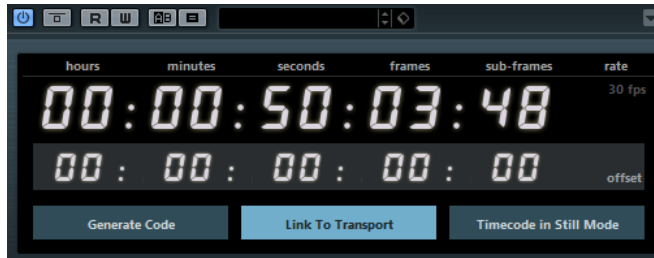 R W A B
hours minutes seconds frames sub-frames rate
00:00:50:03:48 30 fps
00: 00: 00: 00: 00 offset
Generate Code Link To Transport Timecode in Still Mode